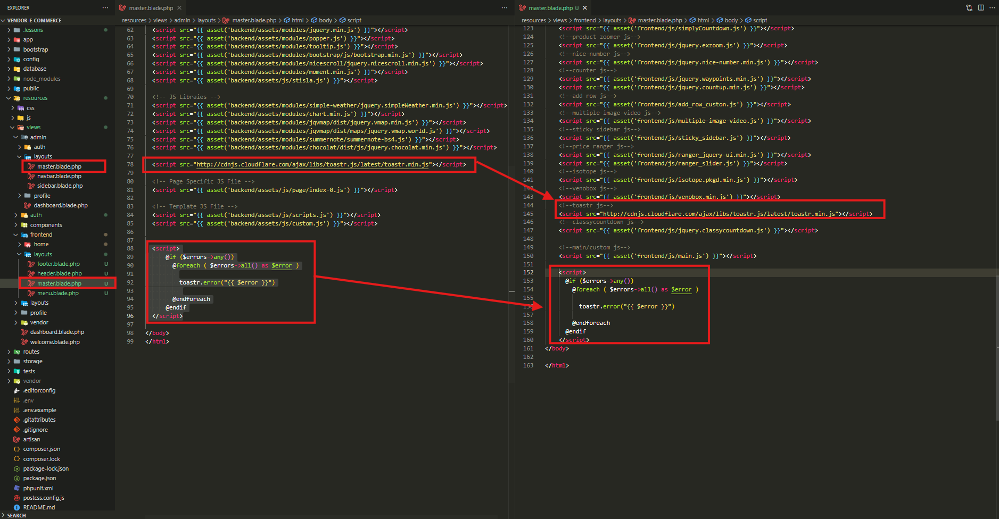 EXPLORER
VENDOR-E-COMMERCE
.lessons
app
bootstrap
config
database
node_modules
public
resources
css
js
views
admin
auth
layouts
master.blade.php
navbar.blade.php
sidebar.blade.php
profile
dashboard.blade.php
auth
components
frontend
home
layouts
footer.blade.php U
header.blade.php U
master.blade.php U
menu.blade.php U
layouts
profile
vendor
dashboard.blade.php
welcome.blade.php
routes
storage
tests
vendor
.editorconfig
.env
.env.example
.gitattributes
.gitignore
artisan
composer.json
composer.lock
package-lock.json
package.json
phpunit.xml
postcss.config.js
README.md
SEARCH
master.blade.php
resources > views > admin > layouts > master.blade.php > html > body > script
62 <script src="{{ asset('backend/assets/modules/jquery.min.js') }}"></script>
63 <script src="{{ asset('backend/assets/modules/popper.js') }}"></script>
64 <script src="{{ asset('backend/assets/modules/tooltip.js') }}"></script>
65 <script src="{{ asset('backend/assets/modules/bootstrap/js/bootstrap.min.js') }}"></script>
66 <script src="{{ asset('backend/assets/modules/nicescroll/jquery.nicescroll.min.js') }}"></script>
67 <script src="{{ asset('backend/assets/modules/moment.min.js') }}"></script>
68 <script src="{{ asset('backend/assets/js/stisla.js') }}"></script>
69
70 <!-- JS Libraies -->
71 <script src="{{ asset('backend/assets/modules/simple-weather/jquery.simpleWeather.min.js') }}"></script>
72 <script src="{{ asset('backend/assets/modules/chart.min.js') }}"></script>
73 <script src="{{ asset('backend/assets/modules/jqvmap/dist/jquery.vmap.min.js') }}"></script>
74 <script src="{{ asset('backend/assets/modules/jqvmap/dist/maps/jquery.vmap.world.js') }}"></script>
75 <script src="{{ asset('backend/assets/modules/summernote/summernote-bs4.js') }}"></script>
76 <script src="{{ asset('backend/assets/modules/chocolat/dist/js/jquery.chocolat.min.js') }}"></script>
77
78 <script src="http://cdnjs.cloudflare.com/ajax/libs/toastr.js/latest/toastr.min.js"></script>
79
80 <!-- Page Specific JS File -->
81 <script src="{{ asset('backend/assets/js/page/index-0.js') }}"></script>
82
83 <!-- Template JS File -->
84 <script src="{{ asset('backend/assets/js/scripts.js') }}"></script>
85 <script src="{{ asset('backend/assets/js/custom.js') }}"></script>
86
87
88 <script>
89 @if ($errors->any())
90 @foreach ( $errors->all() as $error )
91
92 toastr.error("{{ $error }}")
93
94 @endforeach
95 @endif
96 </script>
97
98 </body>
99 </html>
master.blade.php U
resources > views > frontend > layouts > master.blade.php > html > body > script
123 <script src="{{ asset('frontend/js/simplyCountdown.js') }}"></script>
124 <!--product zoomer js-->
125 <script src="{{ asset('frontend/js/jquery.exzoom.js') }}"></script>
126 <!--nice-number js-->
127 <script src="{{ asset('frontend/js/jquery.nice-number.min.js') }}"></script>
128 <!--counter js-->
129 <script src="{{ asset('frontend/js/jquery.waypoints.min.js') }}"></script>
130 <script src="{{ asset('frontend/js/jquery.countup.min.js') }}"></script>
131 <!--add row js-->
132 <script src="{{ asset('frontend/js/add_row_custon.js') }}"></script>
133 <!--multiple-image-video js-->
134 <script src="{{ asset('frontend/js/multiple-image-video.js') }}"></script>
135 <!--sticky sidebar js-->
136 <script src="{{ asset('frontend/js/sticky_sidebar.js') }}"></script>
137 <!--price ranger js-->
138 <script src="{{ asset('frontend/js/ranger_jquery-ui.min.js') }}"></script>
139 <script src="{{ asset('frontend/js/ranger_slider.js') }}"></script>
140 <!--isotope js-->
141 <script src="{{ asset('frontend/js/isotope.pkgd.min.js') }}"></script>
142 <!--venobox js-->
143 <script src="{{ asset('frontend/js/venobox.min.js') }}"></script>
144 <!--toastr js-->
145 <script src="http://cdnjs.cloudflare.com/ajax/libs/toastr.js/latest/toastr.min.js"></script>
146 <!--classycountdown js-->
147 <script src="{{ asset('frontend/js/jquery.classycountdown.js') }}"></script>
148
149 <!--main/custom js-->
150 <script src="{{ asset('frontend/js/main.js') }}"></script>
151
152 <script>
153 @if ($errors->any())
154 @foreach ( $errors->all() as $error )
155
156 toastr.error("{{ $error }}")
157
158 @endforeach
159 @endif
160 </script>
161 </body>
162
163 </html>